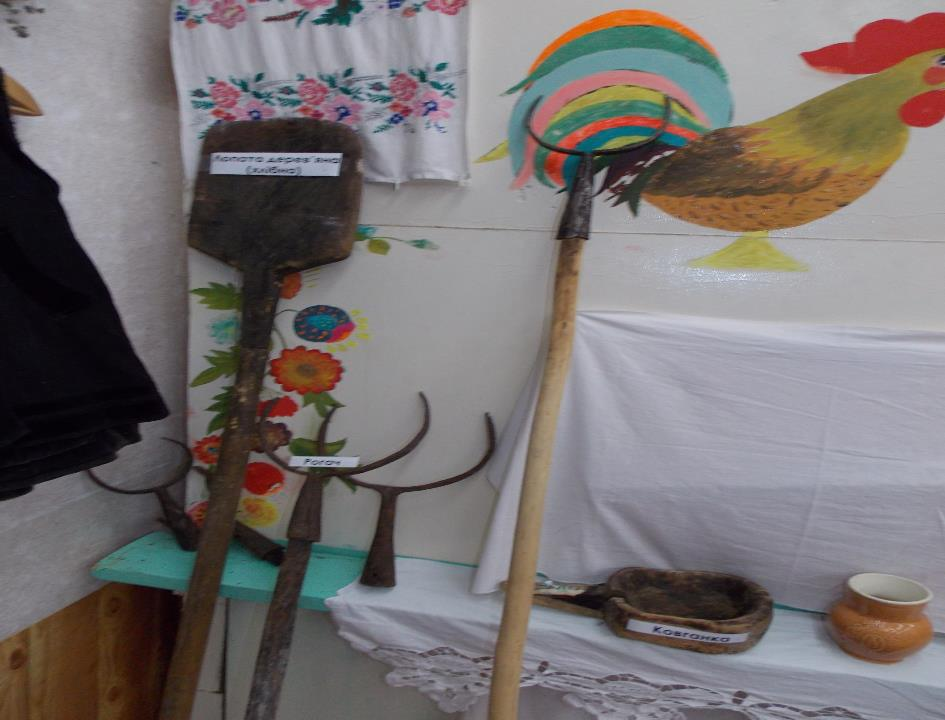 Лопата дерев'яна
(хлібна)
Рогач
Ковганка